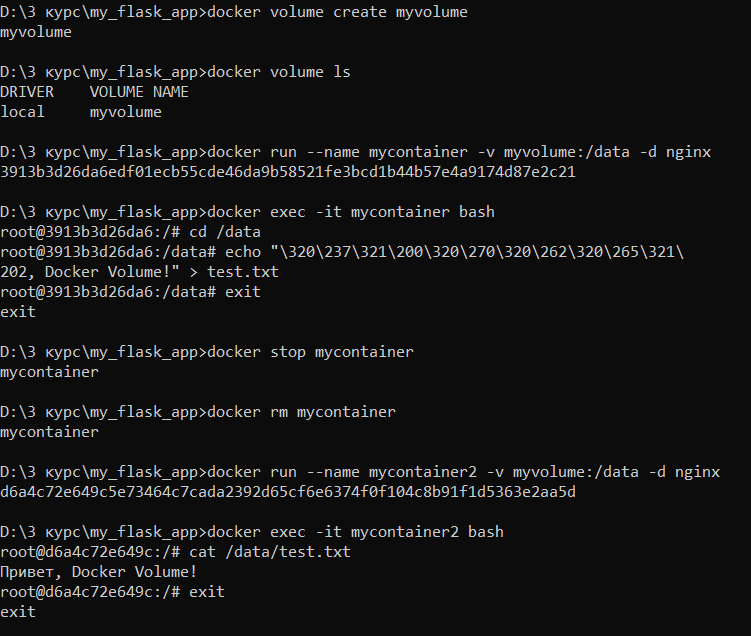 D:\3 курс\my_flask_app>docker volume create myvolume
myvolume
D:\3 курс\my_flask_app>docker volume ls
DRIVER    VOLUME NAME
local     myvolume
D:\3 курс\my_flask_app>docker run --name mycontainer -v myvolume:/data -d nginx
3913b3d26da6edf01ecb55cde46da9b58521fe3bcd1b44b57e4a9174d87e2c21
D:\3 курс\my_flask_app>docker exec -it mycontainer bash
root@3913b3d26da6:/# cd /data
root@3913b3d26da6:/data# echo "\320\237\321\200\320\270\320\262\320\265\321\
202, Docker Volume!" > test.txt
root@3913b3d26da6:/data# exit
exit
D:\3 курс\my_flask_app>docker stop mycontainer
mycontainer
D:\3 курс\my_flask_app>docker rm mycontainer
mycontainer
D:\3 курс\my_flask_app>docker run --name mycontainer2 -v myvolume:/data -d nginx
d6a4c72e649c5e73464c7cada2392d65cf6e6374f0f104c8b91f1d5363e2aa5d
D:\3 курс\my_flask_app>docker exec -it mycontainer2 bash
root@d6a4c72e649c:/# cat /data/test.txt
Привет, Docker Volume!
root@d6a4c72e649c:/# exit
exit